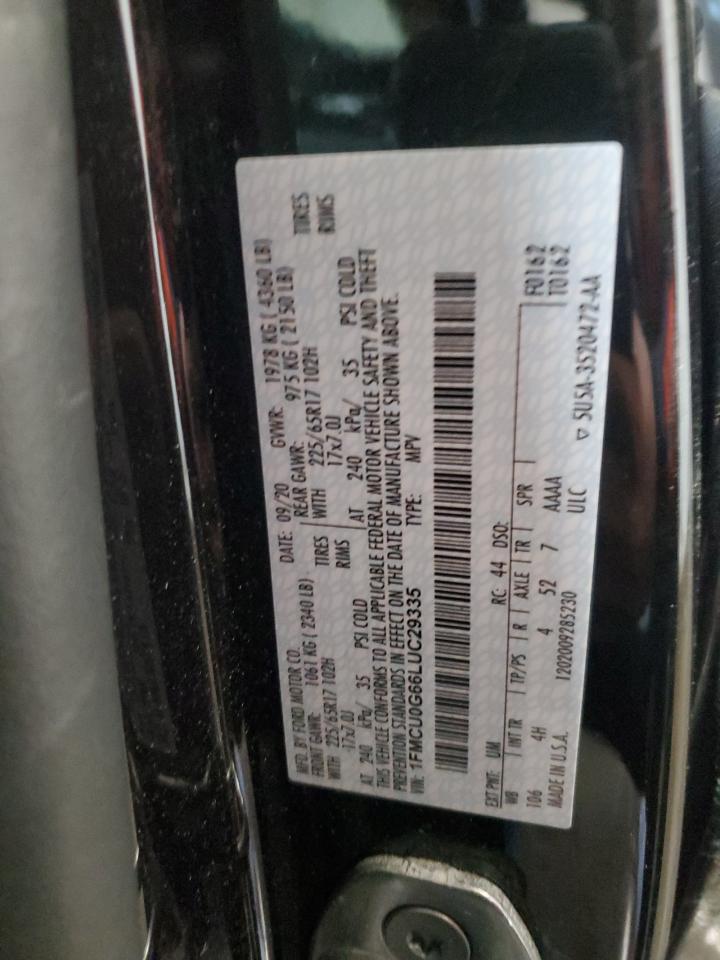 MFD. BY FORD MOTOR CO. DATE: 09/20 GVWR: 1978 KG ( 4360 LB)
FRONT GAWR: 1061 KG ( 2340 LB) REAR GAWR: 975 KG ( 2150 LB)
WITH 225/65R17 102H TIRES WITH 225/65R17 102H TIRES
17x7.0J RIMS 17x7.0J RIMS
AT 240 kPa/ 35 PSI COLD AT 240 kPa/ 35 PSI COLD
THIS VEHICLE CONFORMS TO ALL APPLICABLE FEDERAL MOTOR VEHICLE SAFETY AND THEFT
PREVENTION STANDARDS IN EFFECT ON THE DATE OF MANUFACTURE SHOWN ABOVE.
VIN: 1FMCU0G66LUC29335 TYPE: MPV
EXT PNT: UM RC: 44 DSO: F0162
WB INT TR TP/PS R AXLE TR SPR T0162
106 4H 4 52 7 AAAA
MADE IN U.S.A. 1202009285230 ULC ▽ 5U5A-3520472-AA